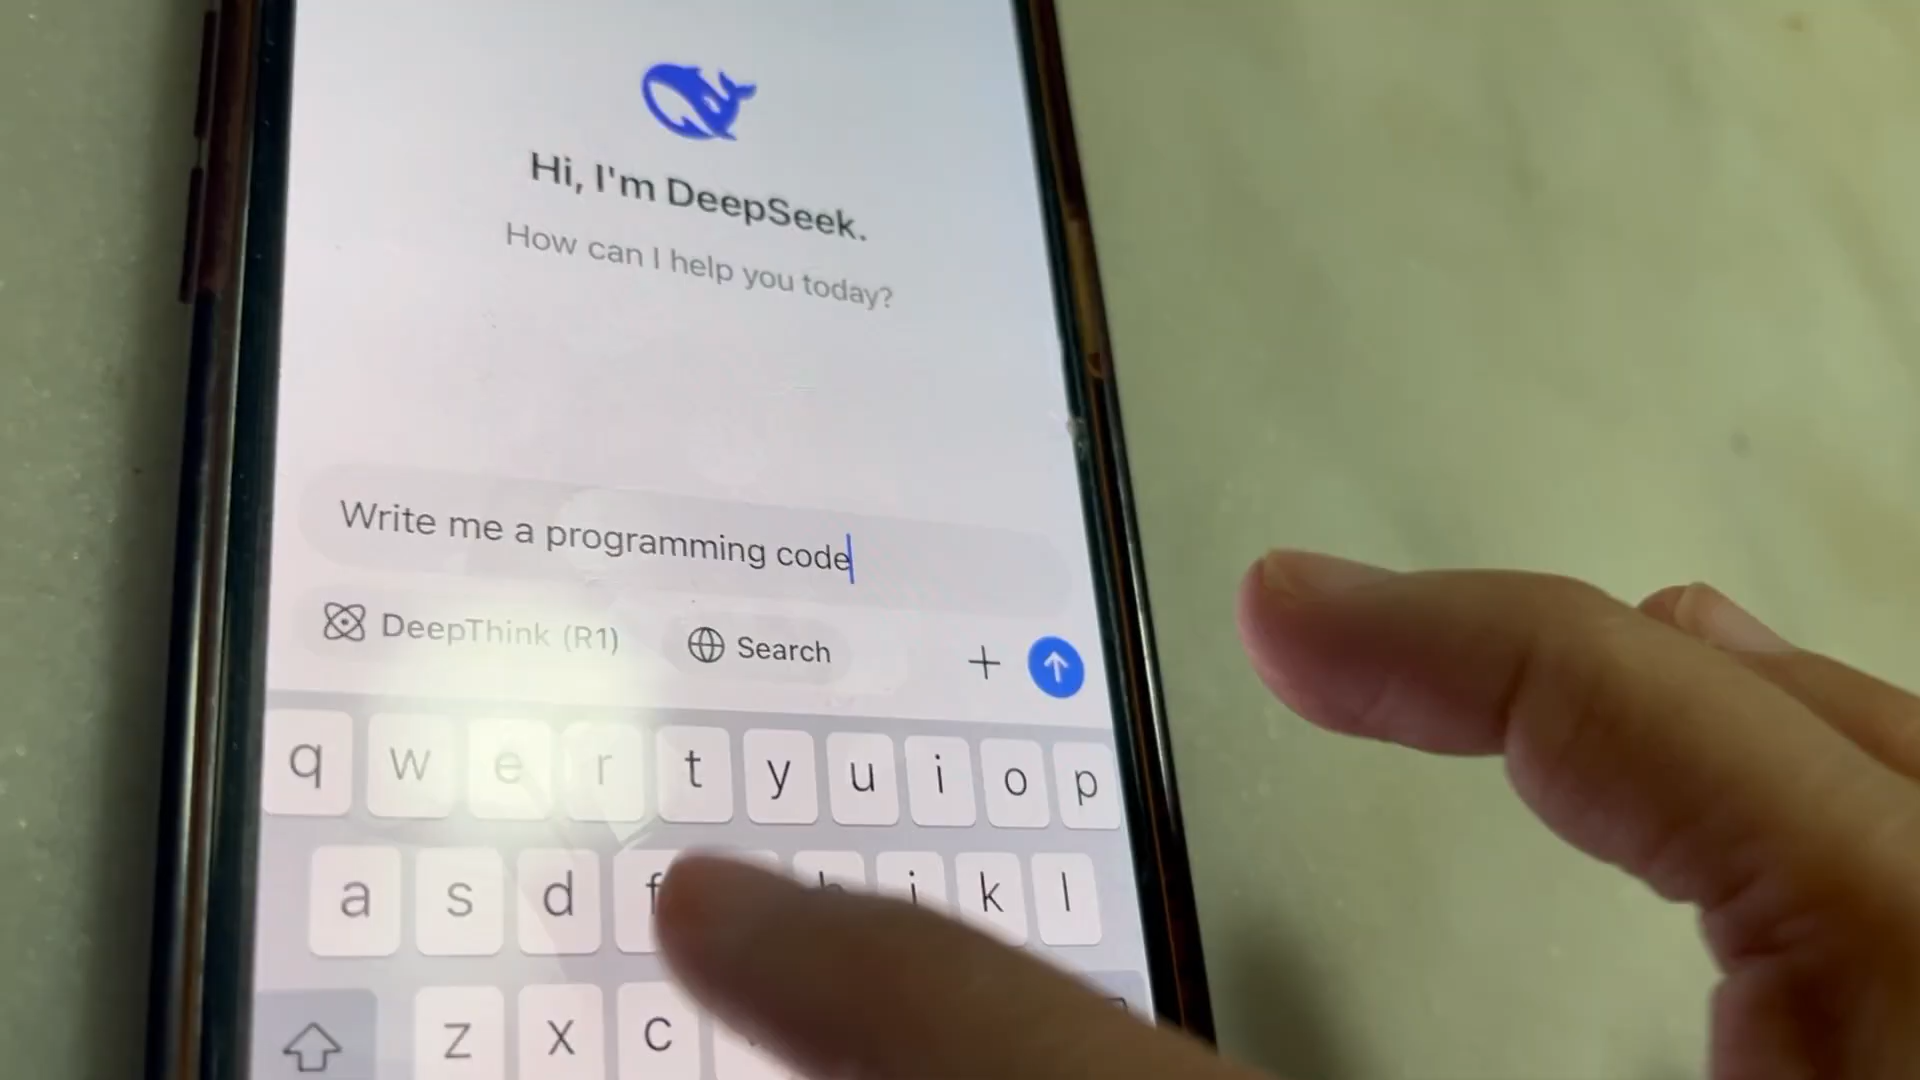 Hi, I'm DeepSeek.
How can I help you today?
Write me a programming code
DeepThink (R1) Search
q w e r t y u i o p
a s d f h j k l
z x c